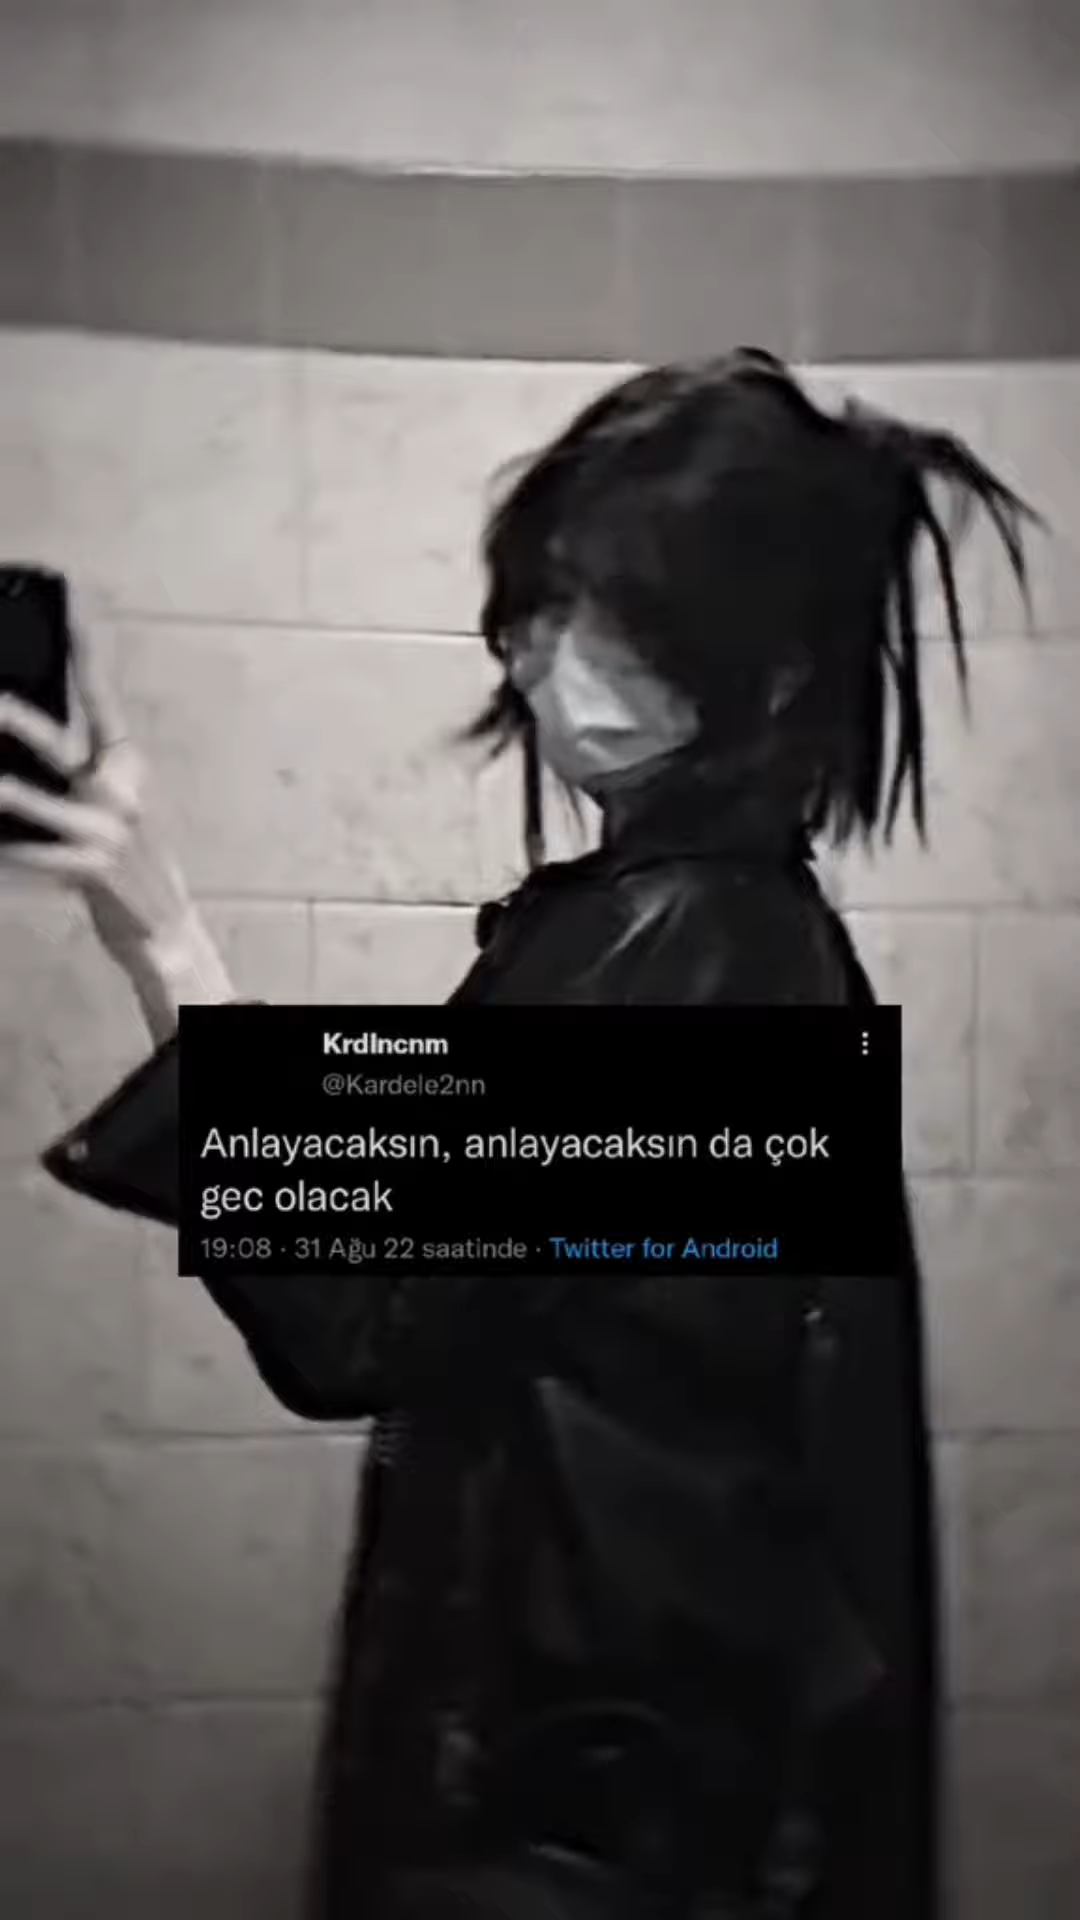 Krdlncnm
@Kardele2nn
Anlayacaksın, anlayacaksın da çok
gec olacak
19:08 · 31 Ağu 22 saatinde · Twitter for Android